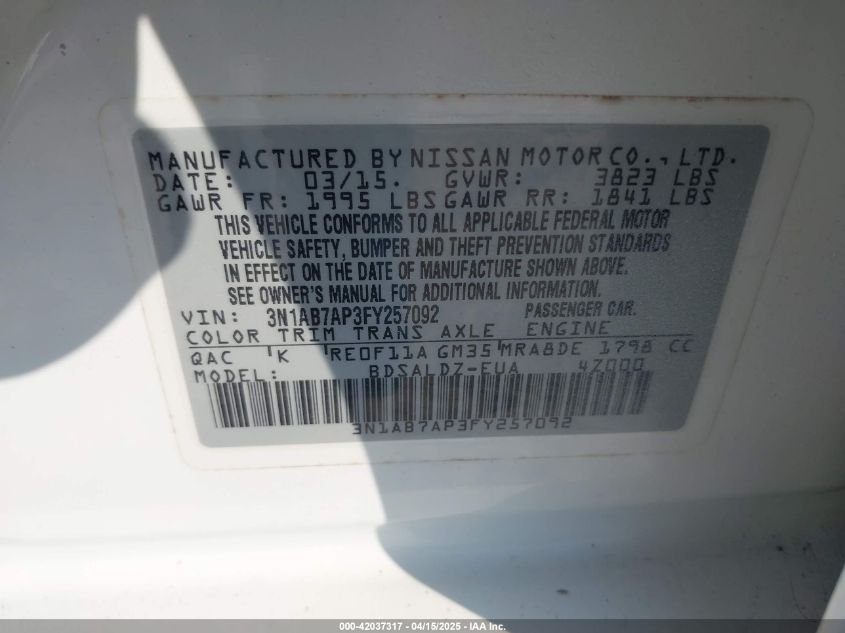 MANUFACTURED BY NISSAN MOTOR CO., LTD.
DATE: 03/15. GVWR: 3823 LBS
GAWR FR: 1995 LBS GAWR RR: 1841 LBS
THIS VEHICLE CONFORMS TO ALL APPLICABLE FEDERAL MOTOR
VEHICLE SAFETY, BUMPER AND THEFT PREVENTION STANDARDS
IN EFFECT ON THE DATE OF MANUFACTURE SHOWN ABOVE.
SEE OWNER'S MANUAL FOR ADDITIONAL INFORMATION.
VIN: 3N1AB7AP3FY257092 PASSENGER CAR.
COLOR TRIM TRANS AXLE ENGINE
QAC 'K 'RE0F11A GM35'MRA8DE 1798 CC
MODEL: BDSALDZ-EUA 4Z000
3N1AB7AP3FY257092
000-42037317 - 04/15/2025 - IAA Inc.